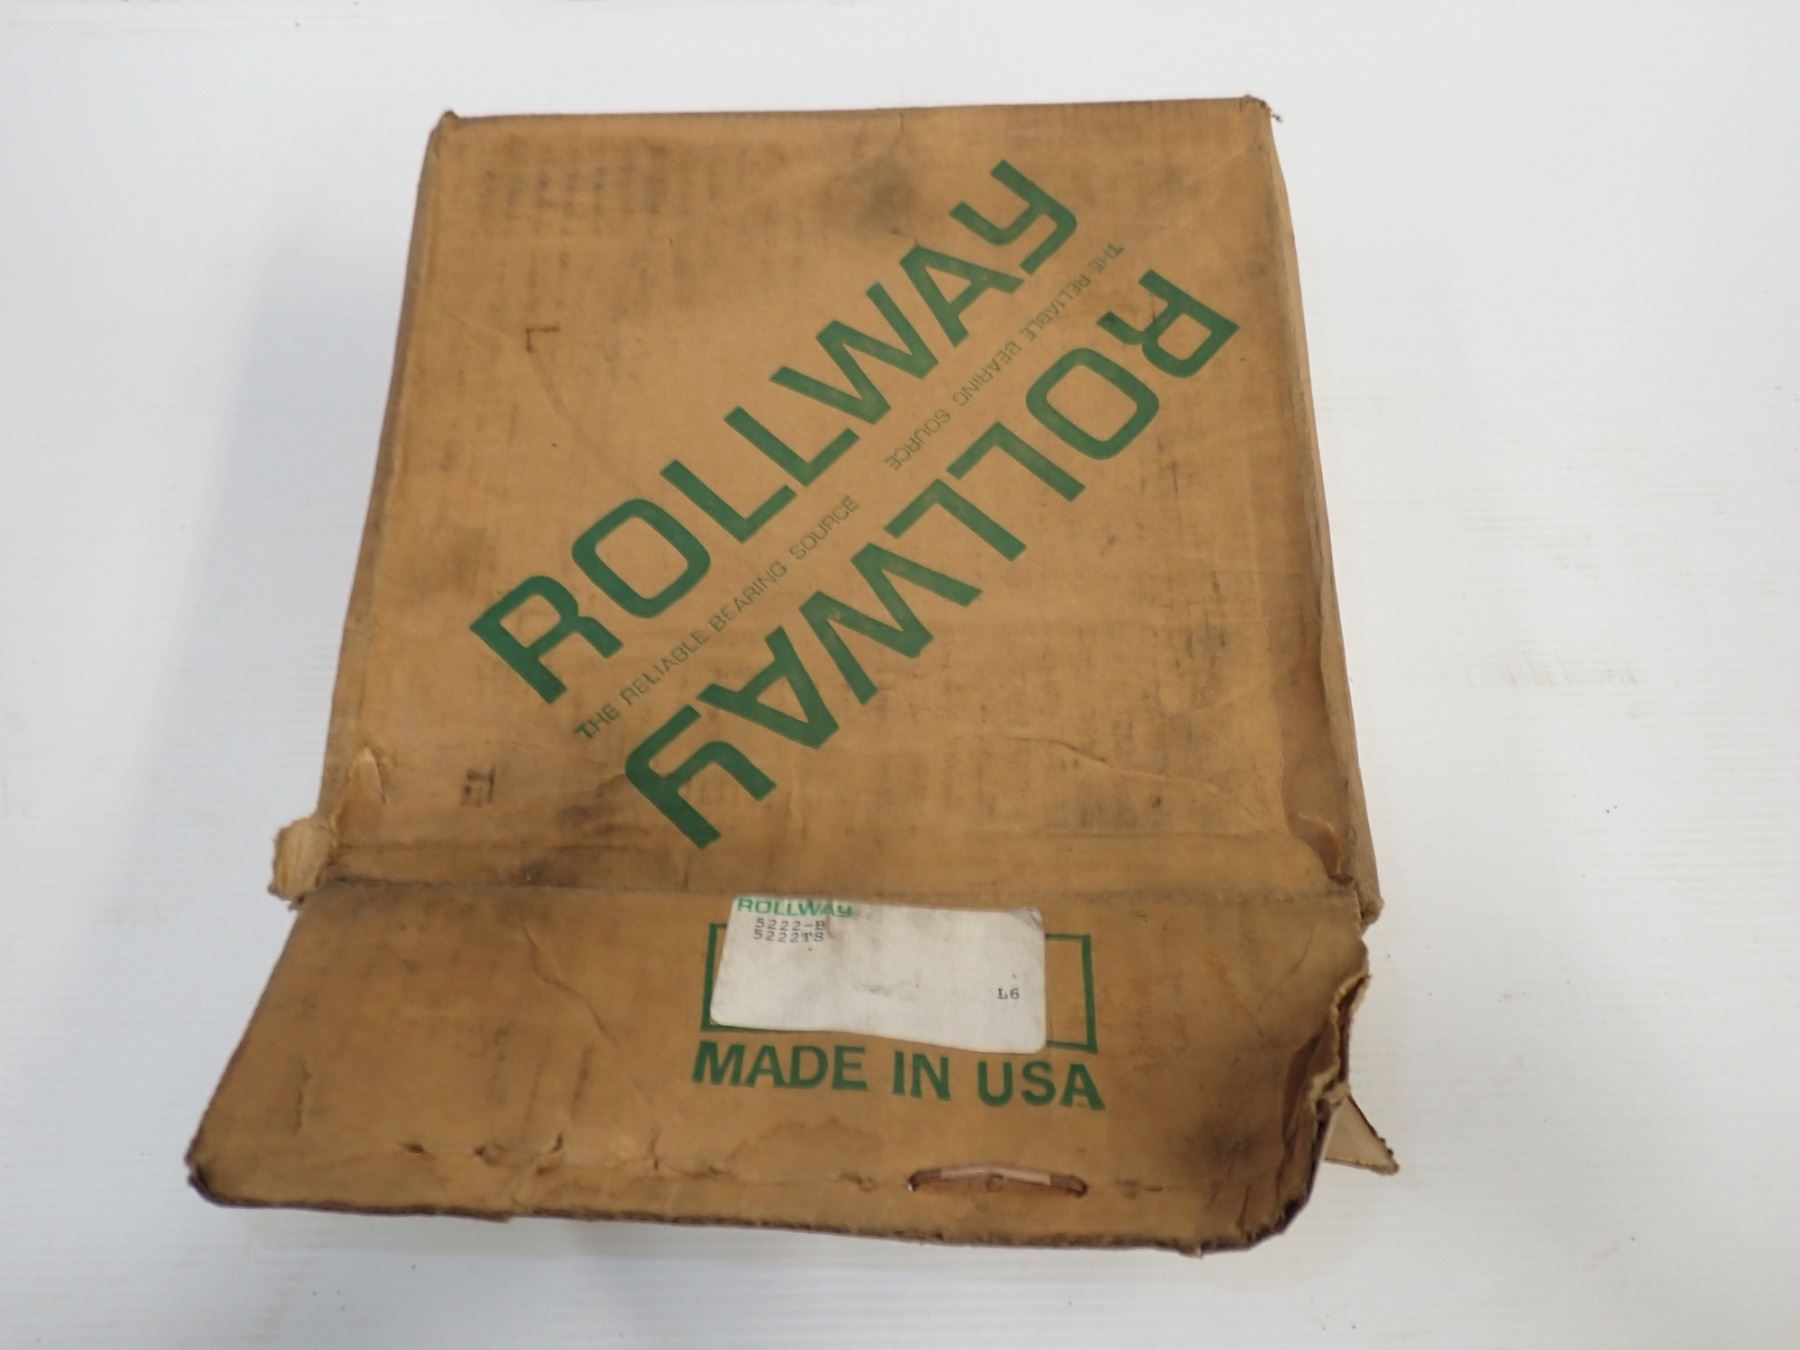 ROLLWAY
THE RELIABLE BEARING SOURCE
THE RELIABLE BEARING SOURCE
ROLLWAY
ROLLWAY
5222-B
5222TS
L6
MADE IN USA